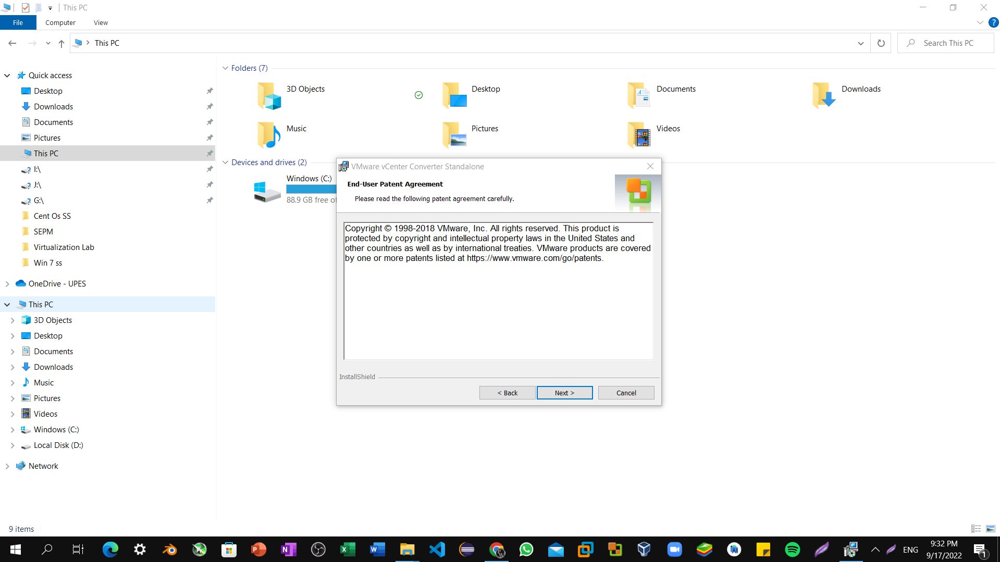 This PC
File
Computer
View
This PC
Search This PC
Quick access
Desktop
Downloads
Documents
Pictures
This PC
I:\
J:\
G:\
Cent Os SS
SEPM
Virtualization Lab
Win 7 ss
OneDrive - UPES
This PC
3D Objects
Desktop
Documents
Downloads
Music
Pictures
Videos
Windows (C:)
Local Disk (D:)
Network
Folders (7)
3D Objects
Desktop
Documents
Downloads
Music
Pictures
Videos
Devices and drives (2)
Windows (C:)
88.9 GB free of
VMware vCenter Converter Standalone
End-User Patent Agreement
Please read the following patent agreement carefully.
Copyright © 1998-2018 VMware, Inc. All rights reserved. This product is
protected by copyright and intellectual property laws in the United States and
other countries as well as by international treaties. VMware products are covered
by one or more patents listed at https://www.vmware.com/go/patents.
InstallShield
< Back
Next >
Cancel
9 items
ENG
9:32 PM
9/17/2022
1